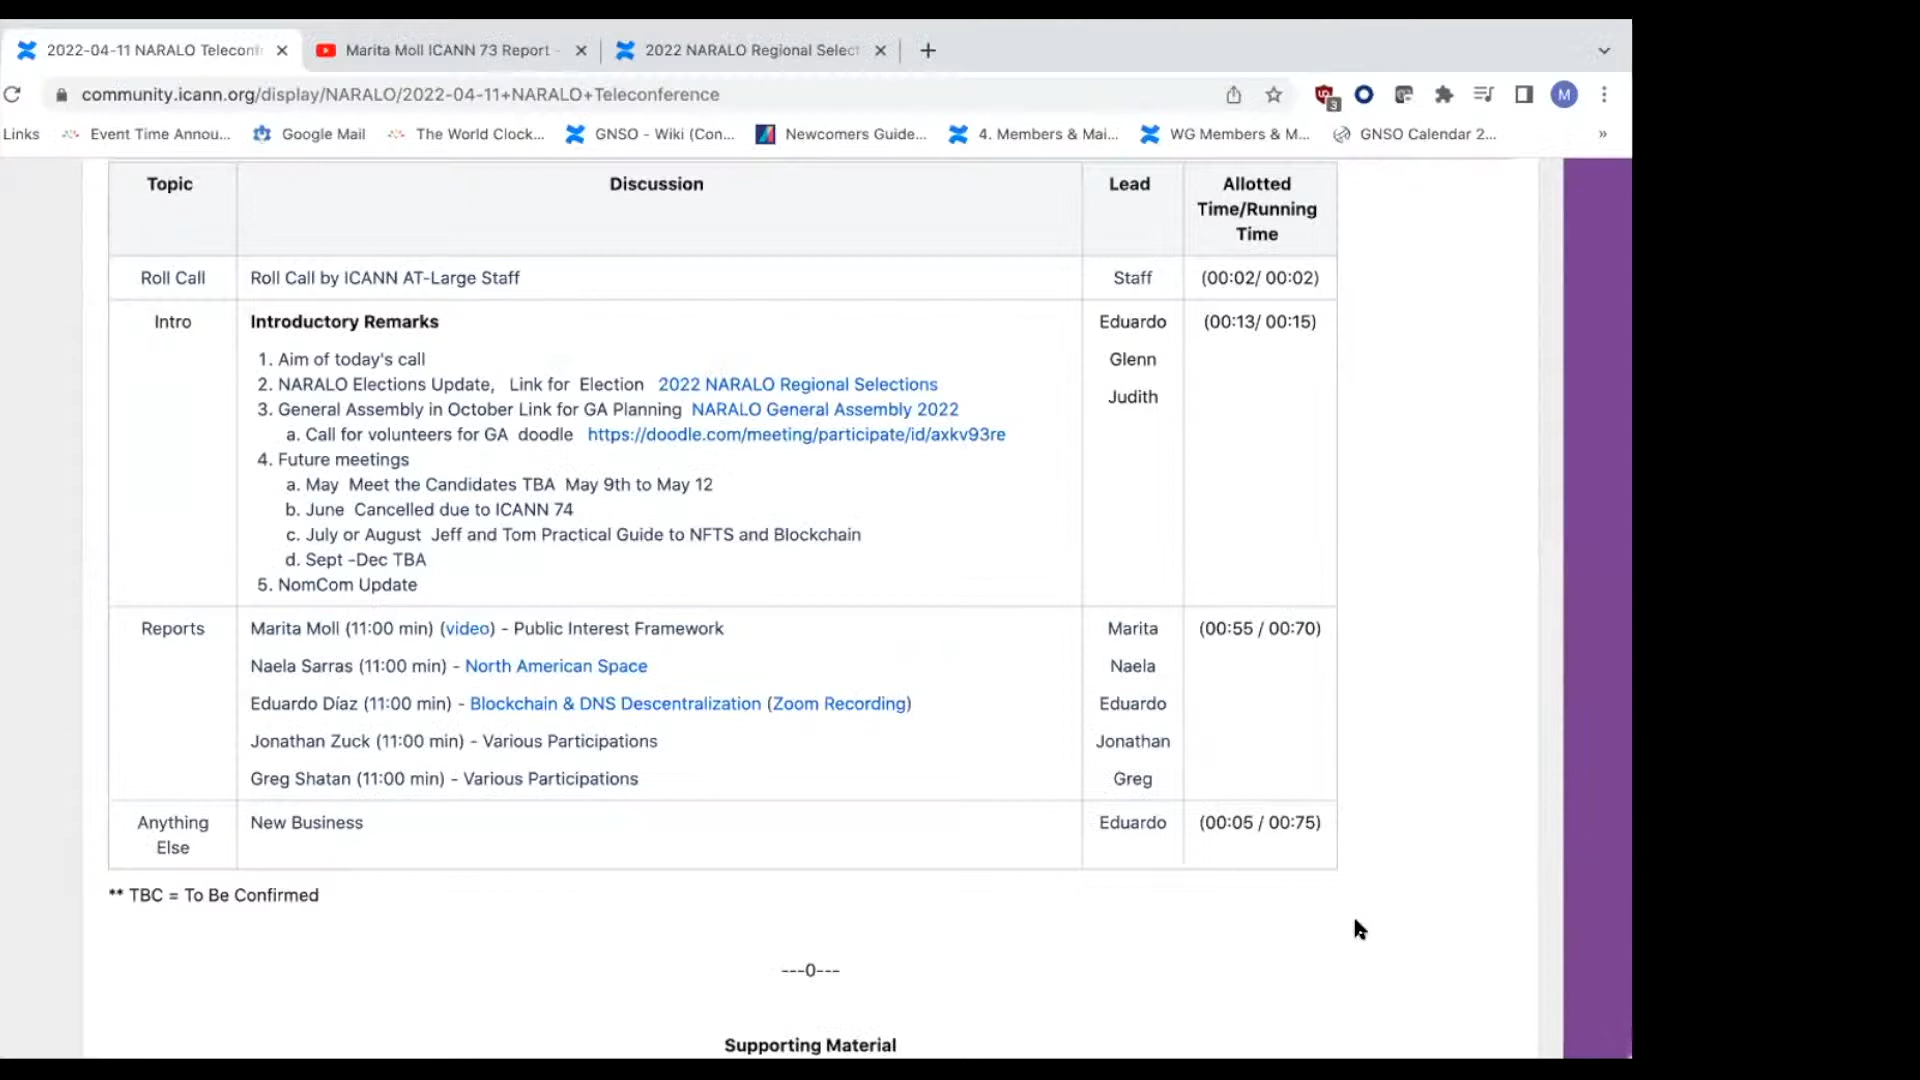 2022-04-11 NARALO Teleconf
Marita Moll ICANN 73 Report -
2022 NARALO Regional Select
community.icann.org/display/NARALO/2022-04-11+NARALO+Teleconference
3
M
Links
Event Time Annou...
Google Mail
The World Clock...
GNSO - Wiki (Con...
Newcomers Guide...
4. Members & Mai...
WG Members & M...
GNSO Calendar 2...
»
Topic
Discussion
Lead
Allotted
Time/Running
Time
Roll Call
Roll Call by ICANN AT-Large Staff
Staff
(00:02/ 00:02)
Intro
Introductory Remarks
Eduardo
(00:13/ 00:15)
1. Aim of today's call
Glenn
2. NARALO Elections Update, Link for Election 2022 NARALO Regional Selections
Judith
3. General Assembly in October Link for GA Planning NARALO General Assembly 2022
a. Call for volunteers for GA doodle https://doodle.com/meeting/participate/id/axkv93re
4. Future meetings
a. May Meet the Candidates TBA May 9th to May 12
b. June Cancelled due to ICANN 74
c. July or August Jeff and Tom Practical Guide to NFTS and Blockchain
d. Sept -Dec TBA
5. NomCom Update
Reports
Marita Moll (11:00 min) (video) - Public Interest Framework
Marita
(00:55 / 00:70)
Naela Sarras (11:00 min) - North American Space
Naela
Eduardo Díaz (11:00 min) - Blockchain & DNS Descentralization (Zoom Recording)
Eduardo
Jonathan Zuck (11:00 min) - Various Participations
Jonathan
Greg Shatan (11:00 min) - Various Participations
Greg
Anything
Else
New Business
Eduardo
(00:05 / 00:75)
** TBC = To Be Confirmed
---0---
Supporting Material